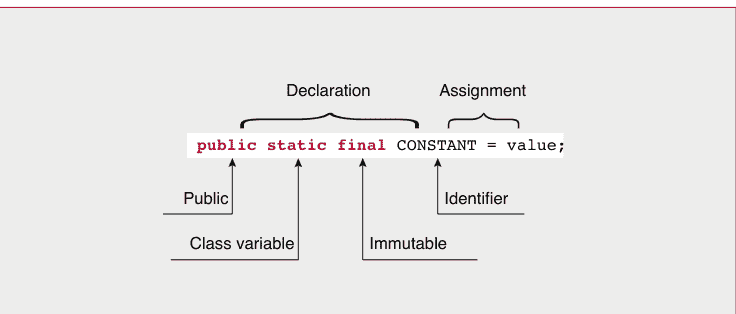 Declaration Assignment
public static final CONSTANT = value;
Public Identifier
Class variable Immutable